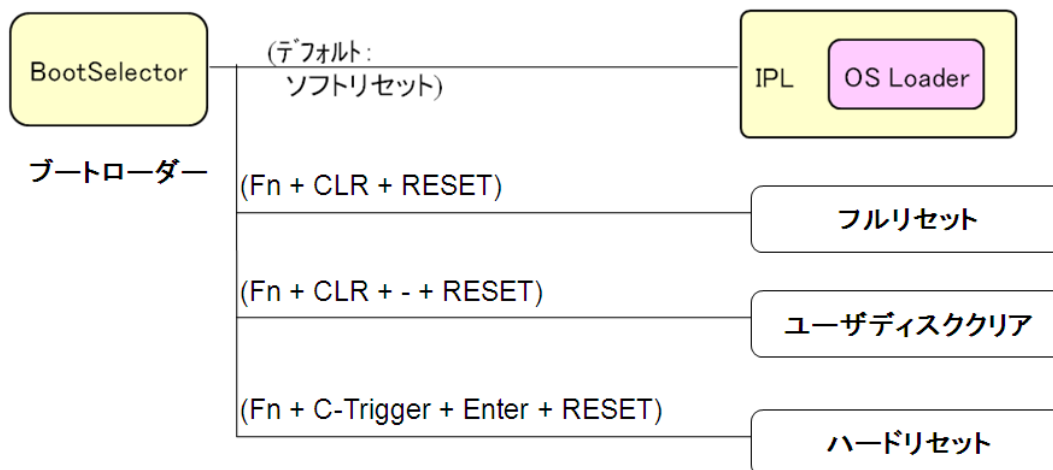 BootSelector
(デフォルト:
ソフトリセット)
IPL
OS Loader
ブートローダー
(Fn + CLR + RESET)
フルリセット
(Fn + CLR + - + RESET)
ユーザディスククリア
(Fn + C-Trigger + Enter + RESET)
ハードリセット